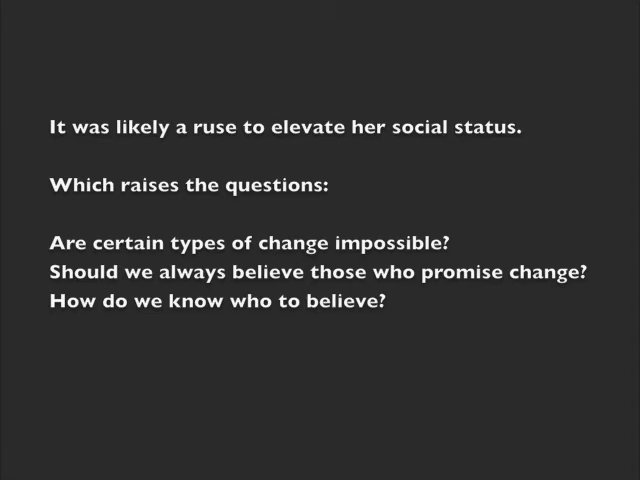 It was likely a ruse to elevate her social status.
Which raises the questions:
Are certain types of change impossible?
Should we always believe those who promise change?
How do we know who to believe?